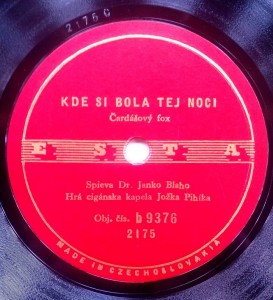 2175 G
KDE SI BOLA TEJ NOCI
Čardášový fox
ESTA
Spieva Dr. Janko Blaho
Hrá cigánska kapela Jožka Pihíka
Obj. čís. b 9376
2175
MADE IN CZECHOSLOVAKIA